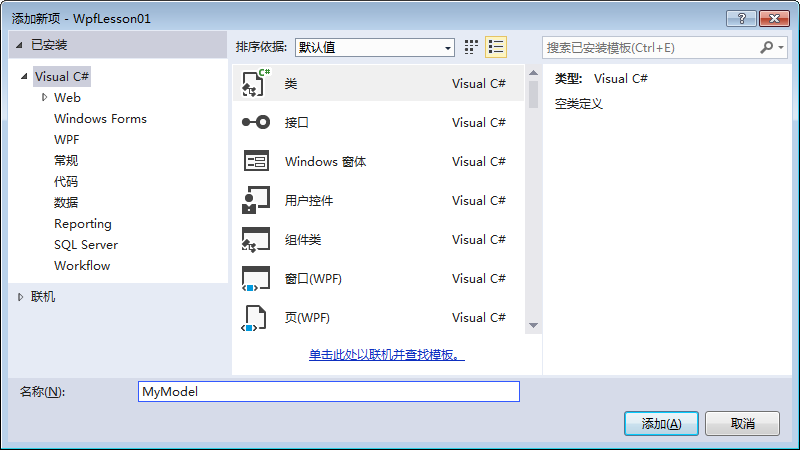 添加新项 - WpfLesson01
已安装
排序依据: 默认值
搜索已安装模板(Ctrl+E)
Visual C#
Web
Windows Forms
WPF
常规
代码
数据
Reporting
SQL Server
Workflow
联机
C#
类 Visual C#
接口 Visual C#
Windows 窗体 Visual C#
用户控件 Visual C#
组件类 Visual C#
窗口(WPF) Visual C#
页(WPF) Visual C#
单击此处以联机并查找模板。
类型: Visual C#
空类定义
名称(N): MyModel
添加(A) 取消